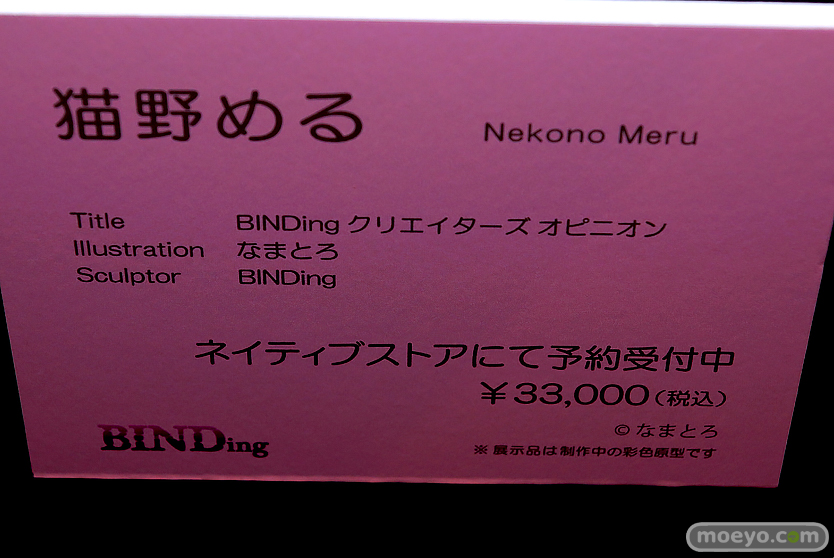 猫野める Nekono Meru
Title BINDing クリエイターズ オピニオン
Illustration なまとろ
Sculptor BINDing
ネイティブストアにて予約受付中
¥33,000(税込)
© なまとろ
BINDing
※展示品は制作中の彩色原型です
moeyo.com